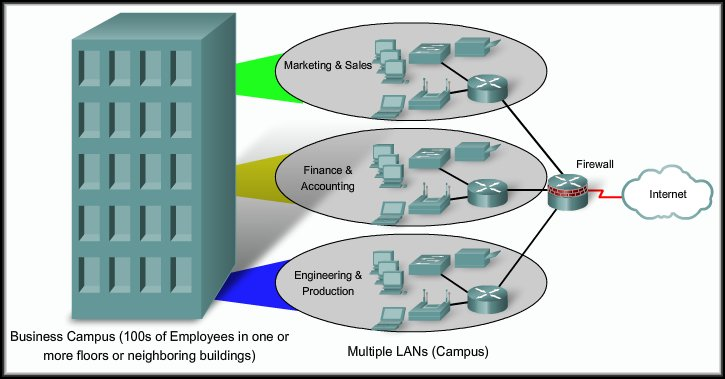 Marketing & Sales
Finance &
Accounting
Engineering &
Production
Firewall
Internet
Business Campus (100s of Employees in one or
more floors or neighboring buildings)
Multiple LANs (Campus)